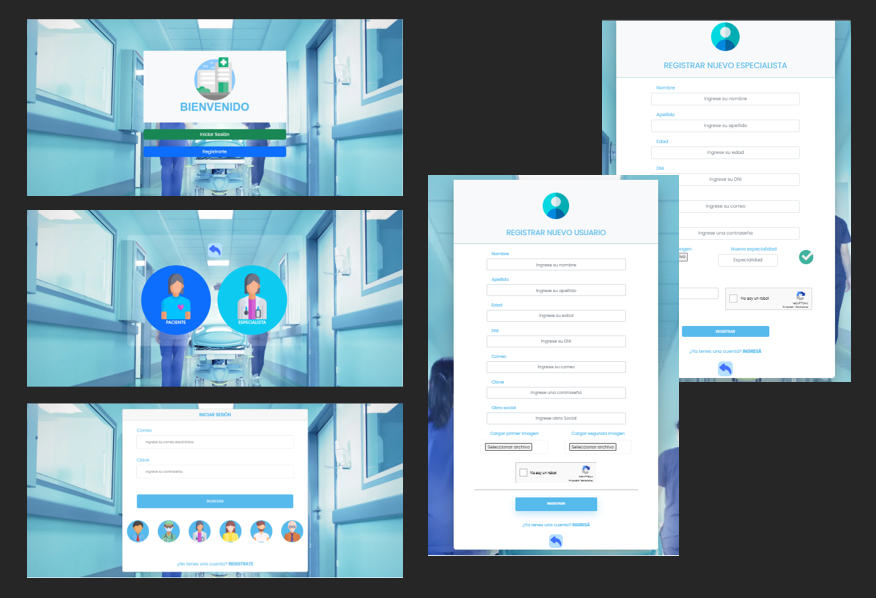 BIENVENIDO
Iniciar Sesión
Registrarte
PACIENTE
ESPECIALISTA
INICIAR SESIÓN
Correo
Ingrese su correo electrónico
Clave
Ingrese su contraseña
¿No tienes una cuenta? REGISTRATE
REGISTRAR NUEVO USUARIO
Nombre
Ingrese su nombre
Apellido
Ingrese su apellido
Edad
Ingrese su edad
DNI
Ingrese su DNI
Correo
Ingrese su correo
Clave
Ingrese una contraseña
Obra social
Ingrese obra Social
Cargar primer imagen
Cargar segunda imagen
Seleccionar archivo
Seleccionar archivo
No soy un robot
reCAPTCHA
REGISTRAR
¿Ya tenes una cuenta? INGRESÁ
REGISTRAR NUEVO ESPECIALISTA
Nombre
Ingrese su nombre
Apellido
Ingrese su apellido
Edad
Ingrese su edad
DNI
Ingrese su DNI
Ingrese su correo
Ingrese una contraseña
Nueva especialidad
Especialidad
No soy un robot
reCAPTCHA
REGISTRAR
¿Ya tenes una cuenta? INGRESÁ